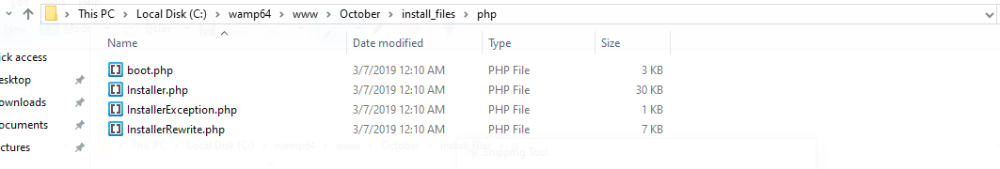 This PC > Local Disk (C:) > wamp64 > www > October > install_files > php
Name Date modified Type Size
ick access
boot.php 3/7/2019 12:10 AM PHP File 3 KB
esktop
Installer.php 3/7/2019 12:10 AM PHP File 30 KB
ownloads
InstallerException.php 3/7/2019 12:10 AM PHP File 1 KB
ocuments
InstallerRewrite.php 3/7/2019 12:10 AM PHP File 7 KB
ctures
This PC > Local Disk (C:) > wamp64 > www > October > install_files >
Snipping Tool